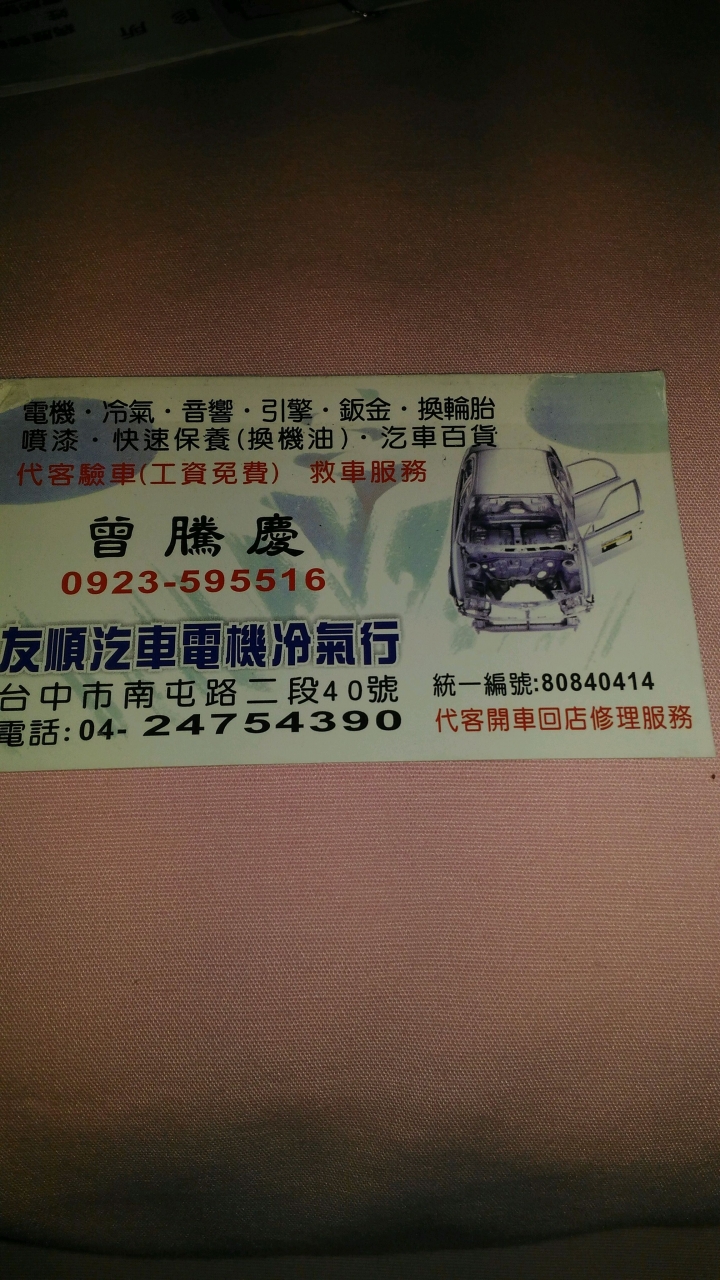 電機·冷氣·音響·引擎·鈑金·換輪胎
噴漆·快速保養(換機油)·汽車百貨
代客驗車(工資免費) 救車服務
曾騰慶
0923-595516
友順汽車電機冷氣行
台中市南屯路二段40號
電話:04-24754390
統一編號:80840414
代客開車回店修理服務